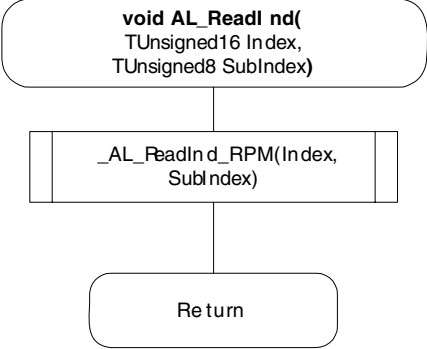 void AL_ReadInd(
TUnsigned16 Index,
TUnsigned8 SubIndex)
_AL_ReadInd_RPM(Index,
SubIndex)
Return